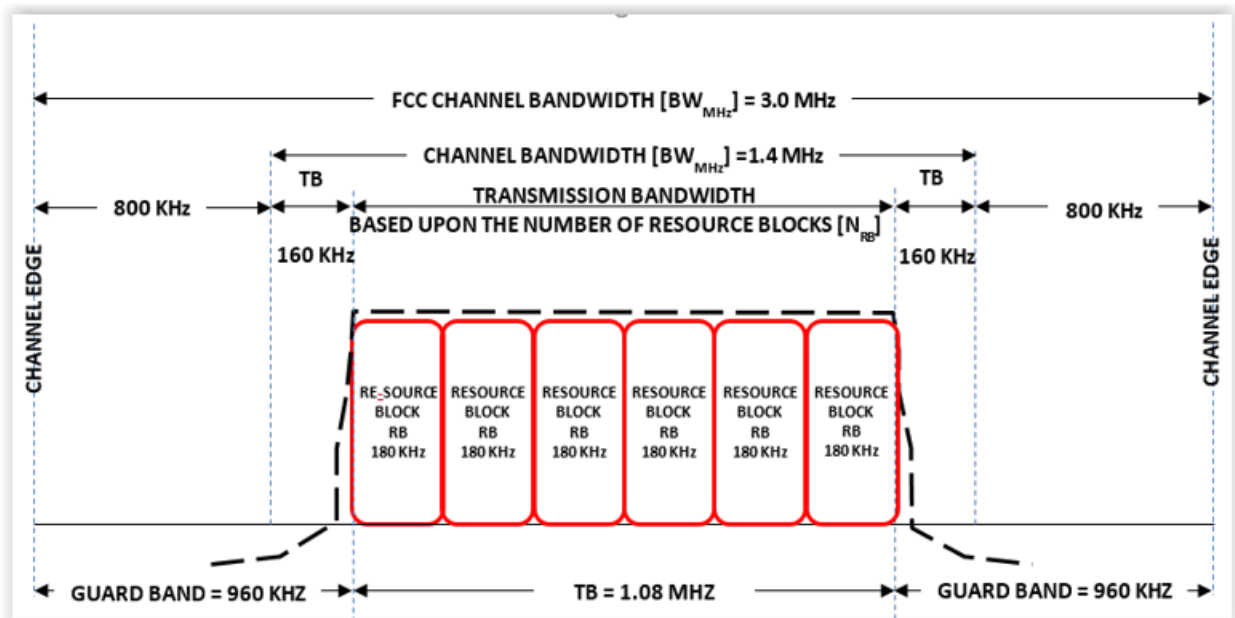 FCC CHANNEL BANDWIDTH [BW_MHz] = 3.0 MHz
CHANNEL BANDWIDTH [BW_MHz] =1.4 MHz
TB
TB
TRANSMISSION BANDWIDTH
800 KHz
800 KHz
BASED UPON THE NUMBER OF RESOURCE BLOCKS [N_RB]
160 KHz
160 KHz
CHANNEL EDGE
CHANNEL EDGE
RE-SOURCE
BLOCK
RB
180 KHz
RESOURCE
BLOCK
RB
180 KHz
RESOURCE
BLOCK
RB
180 KHz
RESOURCE
BLOCK
RB
180 KHz
RESOURCE
BLOCK
RB
180 KHz
RESOURCE
BLOCK
RB
180 KHz
GUARD BAND = 960 KHZ
TB = 1.08 MHZ
GUARD BAND = 960 KHZ